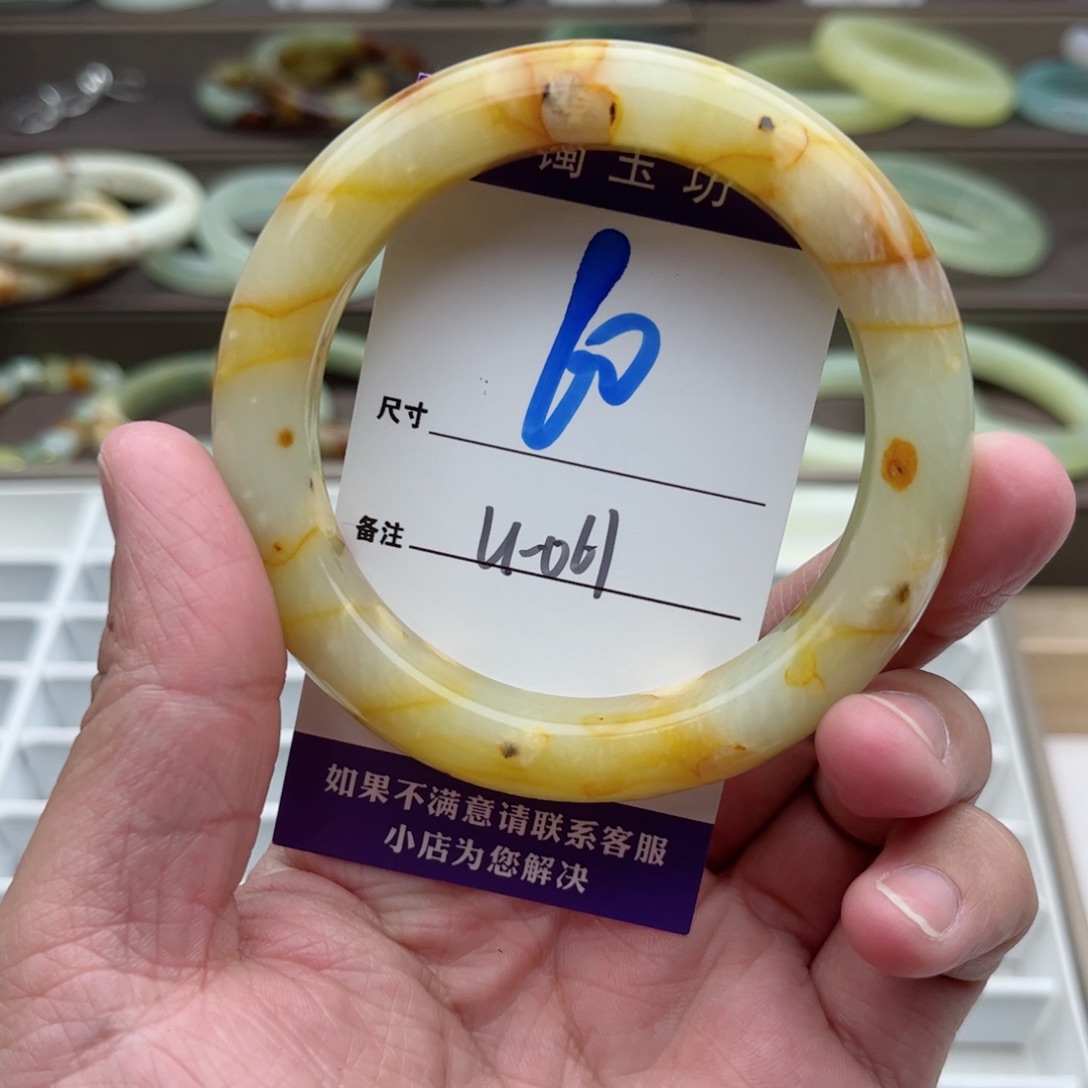 玉坊
尺寸
备注 U-061
如果不满意请联系客服
小店为您解决